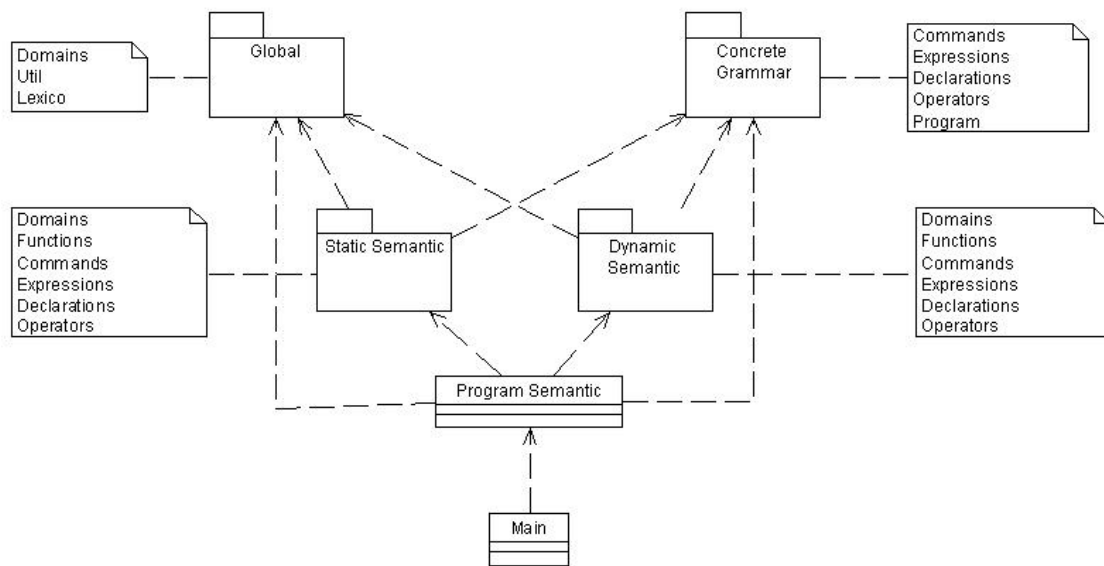 Domains
Util
Lexico
Global
Concrete
Grammar
Commands
Expressions
Declarations
Operators
Program
Domains
Functions
Commands
Expressions
Declarations
Operators
Static Semantic
Dynamic
Semantic
Domains
Functions
Commands
Expressions
Declarations
Operators
Program Semantic
Main